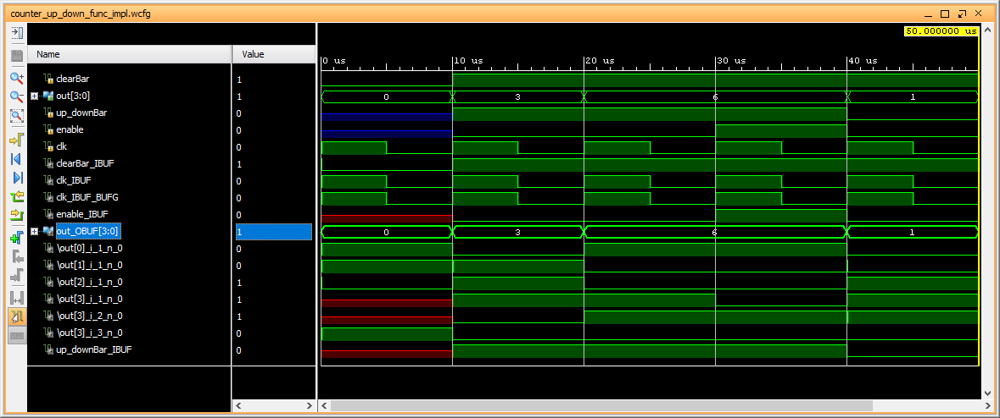 counter_up_down_func_impl.wcfg
50.000000 us
Name Value
0 us 10 us 20 us 30 us 40 us
clearBar 1
out[3:0] 1 0 3 6 1
up_downBar 0
enable 0
clk 0
clearBar_IBUF 1
clk_IBUF 0
clk_IBUF_BUFG 0
enable_IBUF 0
out_OBUF[3:0] 1 0 3 6 1
\out[0]_i_1_n_0 0
\out[1]_i_1_n_0 0
\out[2]_i_1_n_0 1
\out[3]_i_1_n_0 1
\out[3]_i_2_n_0 1
\out[3]_i_3_n_0 0
up_downBar_IBUF 0